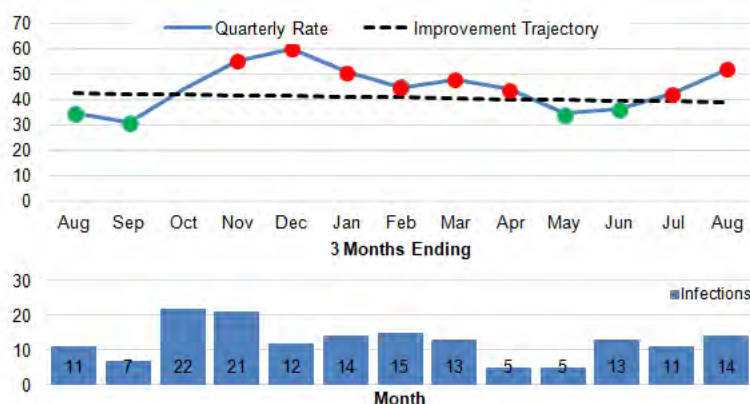 70 Quarterly Rate Improvement Trajectory
60
50
40
30
20
10
0
Aug Sep Oct Nov Dec Jan Feb Mar Apr May Jun Jul Aug
3 Months Ending
30
Infections
20
10
11 7 22 21 12 14 15 13 5 5 13 11 14
0
Month